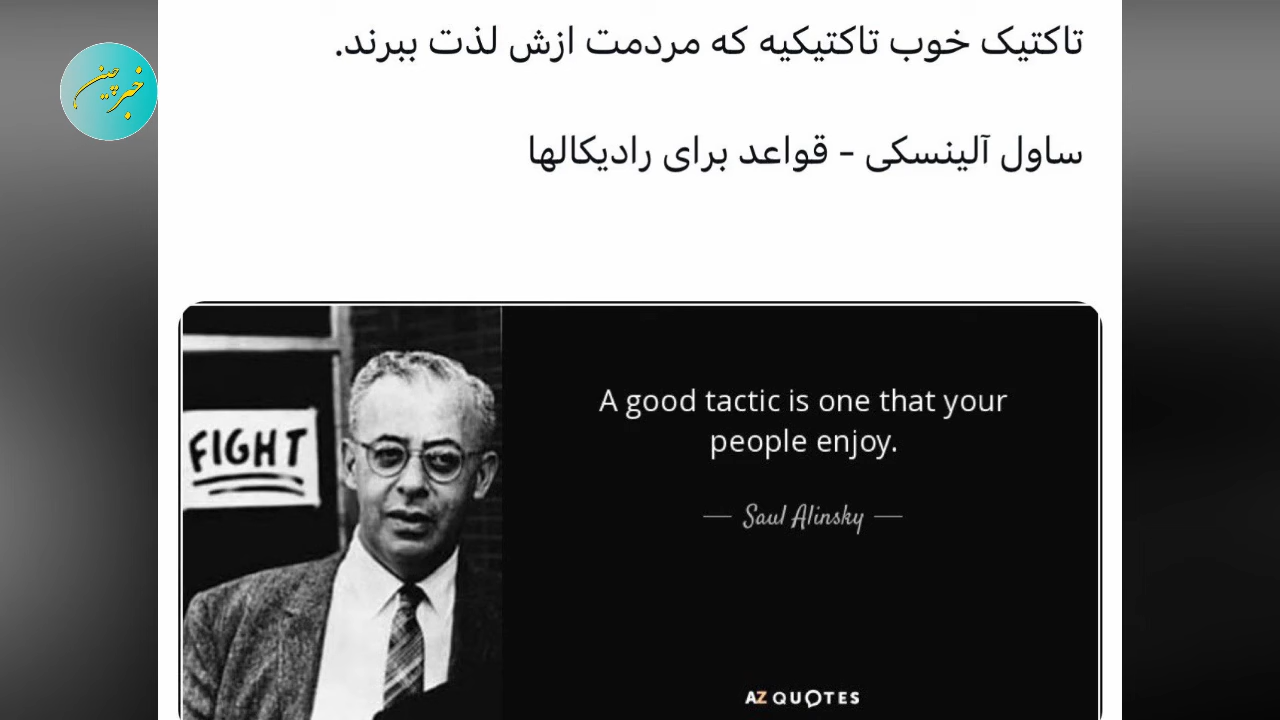 تاکتیک خوب تاکتیکیه که مردمت ازش لذت ببرند.
خبرچین
ساول آلینسکی - قواعد برای رادیکالها
FIGHT
A good tactic is one that your
people enjoy.
— Saul Alinsky —
AZ QUOTES